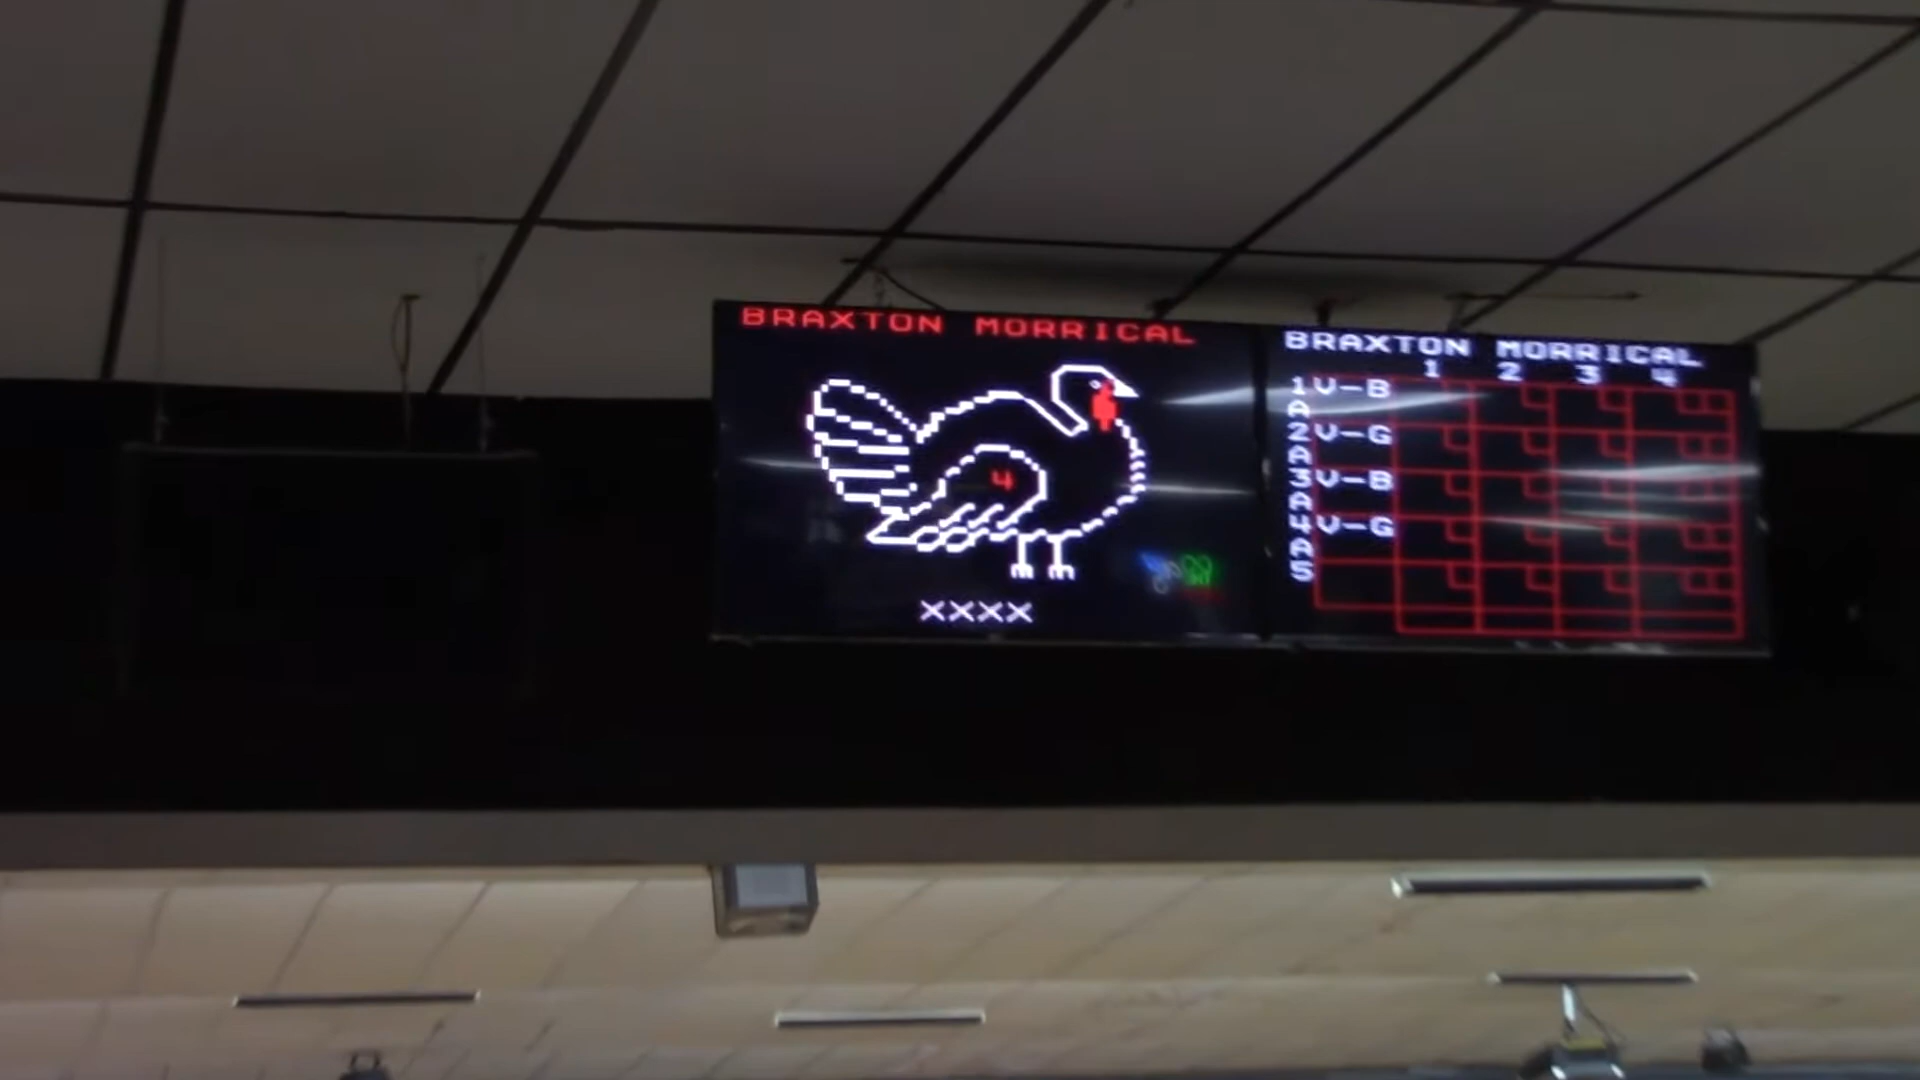 BRAXTON MORRICAL
4
XXXX
BRAXTON MORRICAL
1 2 3 4
1V-B
A
2V-G
A
3V-B
A
4V-G
A
5